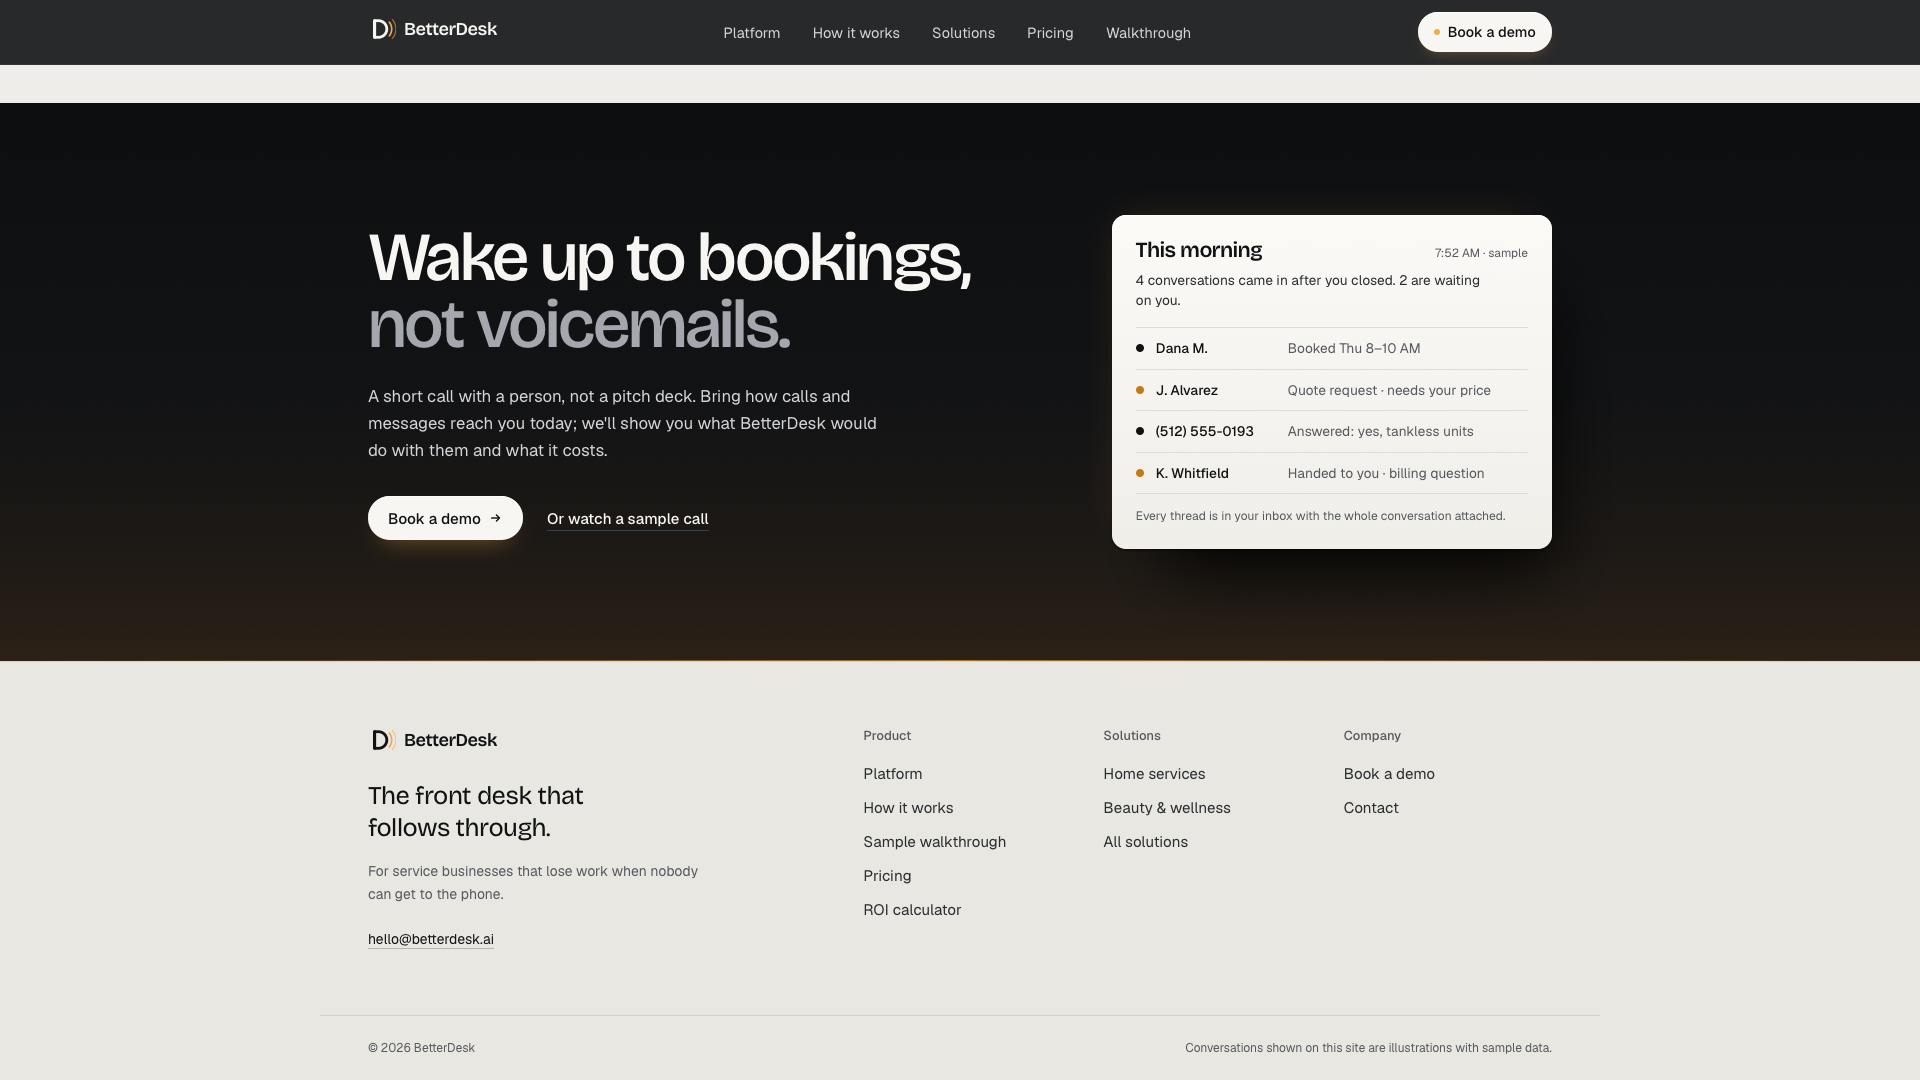 BetterDesk
Platform
How it works
Solutions
Pricing
Walkthrough
Book a demo
Wake up to bookings,
not voicemails.
A short call with a person, not a pitch deck. Bring how calls and
messages reach you today; we'll show you what BetterDesk would
do with them and what it costs.
Book a demo →
Or watch a sample call
This morning
7:52 AM · sample
4 conversations came in after you closed. 2 are waiting
on you.
Dana M. Booked Thu 8–10 AM
J. Alvarez Quote request · needs your price
(512) 555-0193 Answered: yes, tankless units
K. Whitfield Handed to you · billing question
Every thread is in your inbox with the whole conversation attached.
BetterDesk
The front desk that
follows through.
For service businesses that lose work when nobody
can get to the phone.
hello@betterdesk.ai
Product
Platform
How it works
Sample walkthrough
Pricing
ROI calculator
Solutions
Home services
Beauty & wellness
All solutions
Company
Book a demo
Contact
© 2026 BetterDesk
Conversations shown on this site are illustrations with sample data.